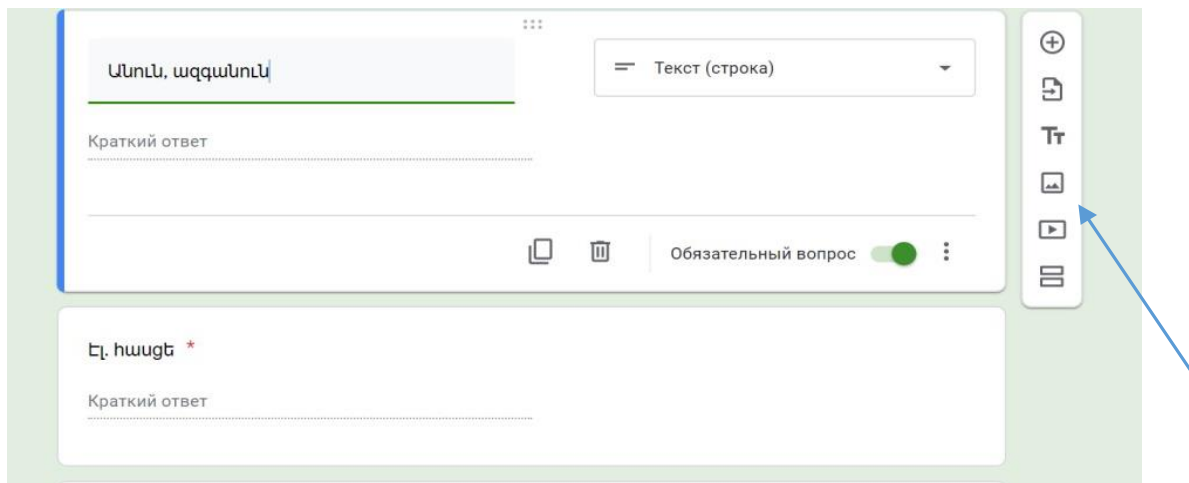 Անուն, ազգանուն
Текст (строка)
Краткий ответ
Обязательный вопрос
Էլ. հասցե *
Краткий ответ